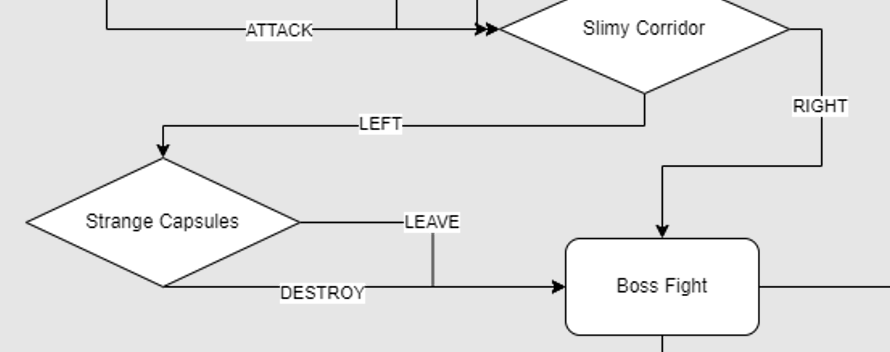 ATTACK
Slimy Corridor
RIGHT
LEFT
Strange Capsules
LEAVE
DESTROY
Boss Fight